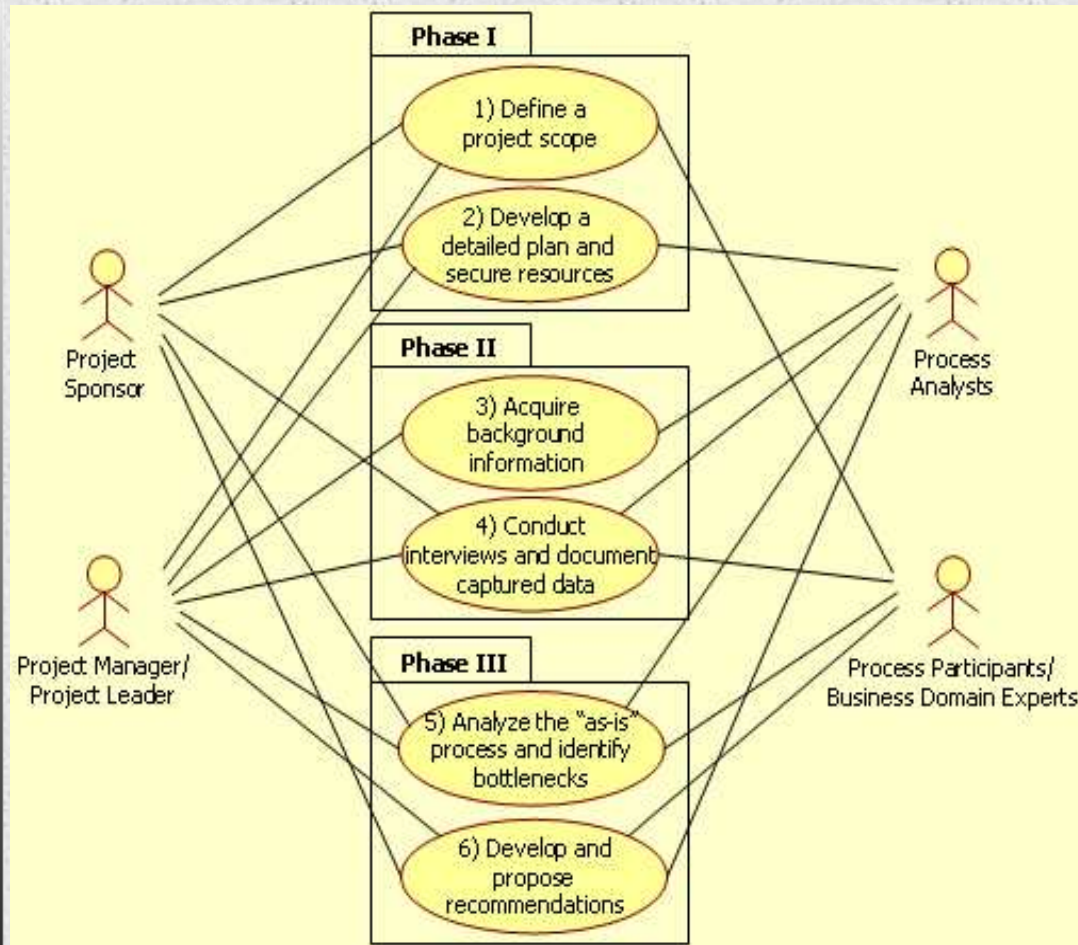 Phase I
1) Define a
project scope
2) Develop a
detailed plan and
secure resources
Project
Sponsor
Process
Analysts
Phase II
3) Acquire
background
information
4) Conduct
interviews and document
captured data
Project Manager/
Project Leader
Process Participants/
Business Domain Experts
Phase III
5) Analyze the “as-is”
process and identify
bottlenecks
6) Develop and
propose
recommendations